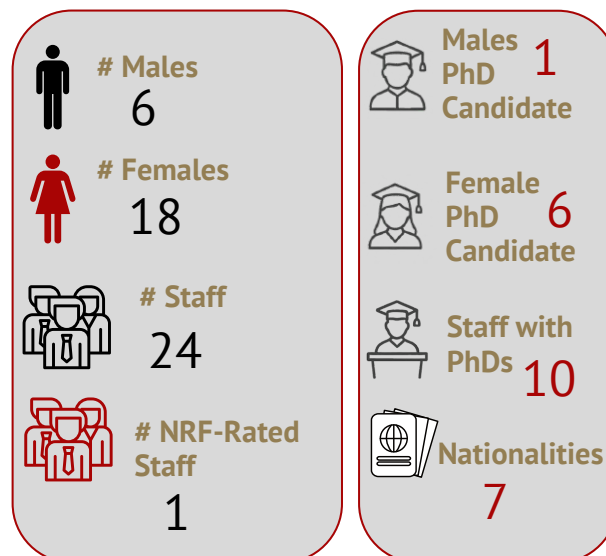 # Males
6
# Females
18
# Staff
24
# NRF-Rated
Staff
1
Males
PhD
Candidate
1
Female
PhD
Candidate
6
Staff with
PhDs
10
Nationalities
7